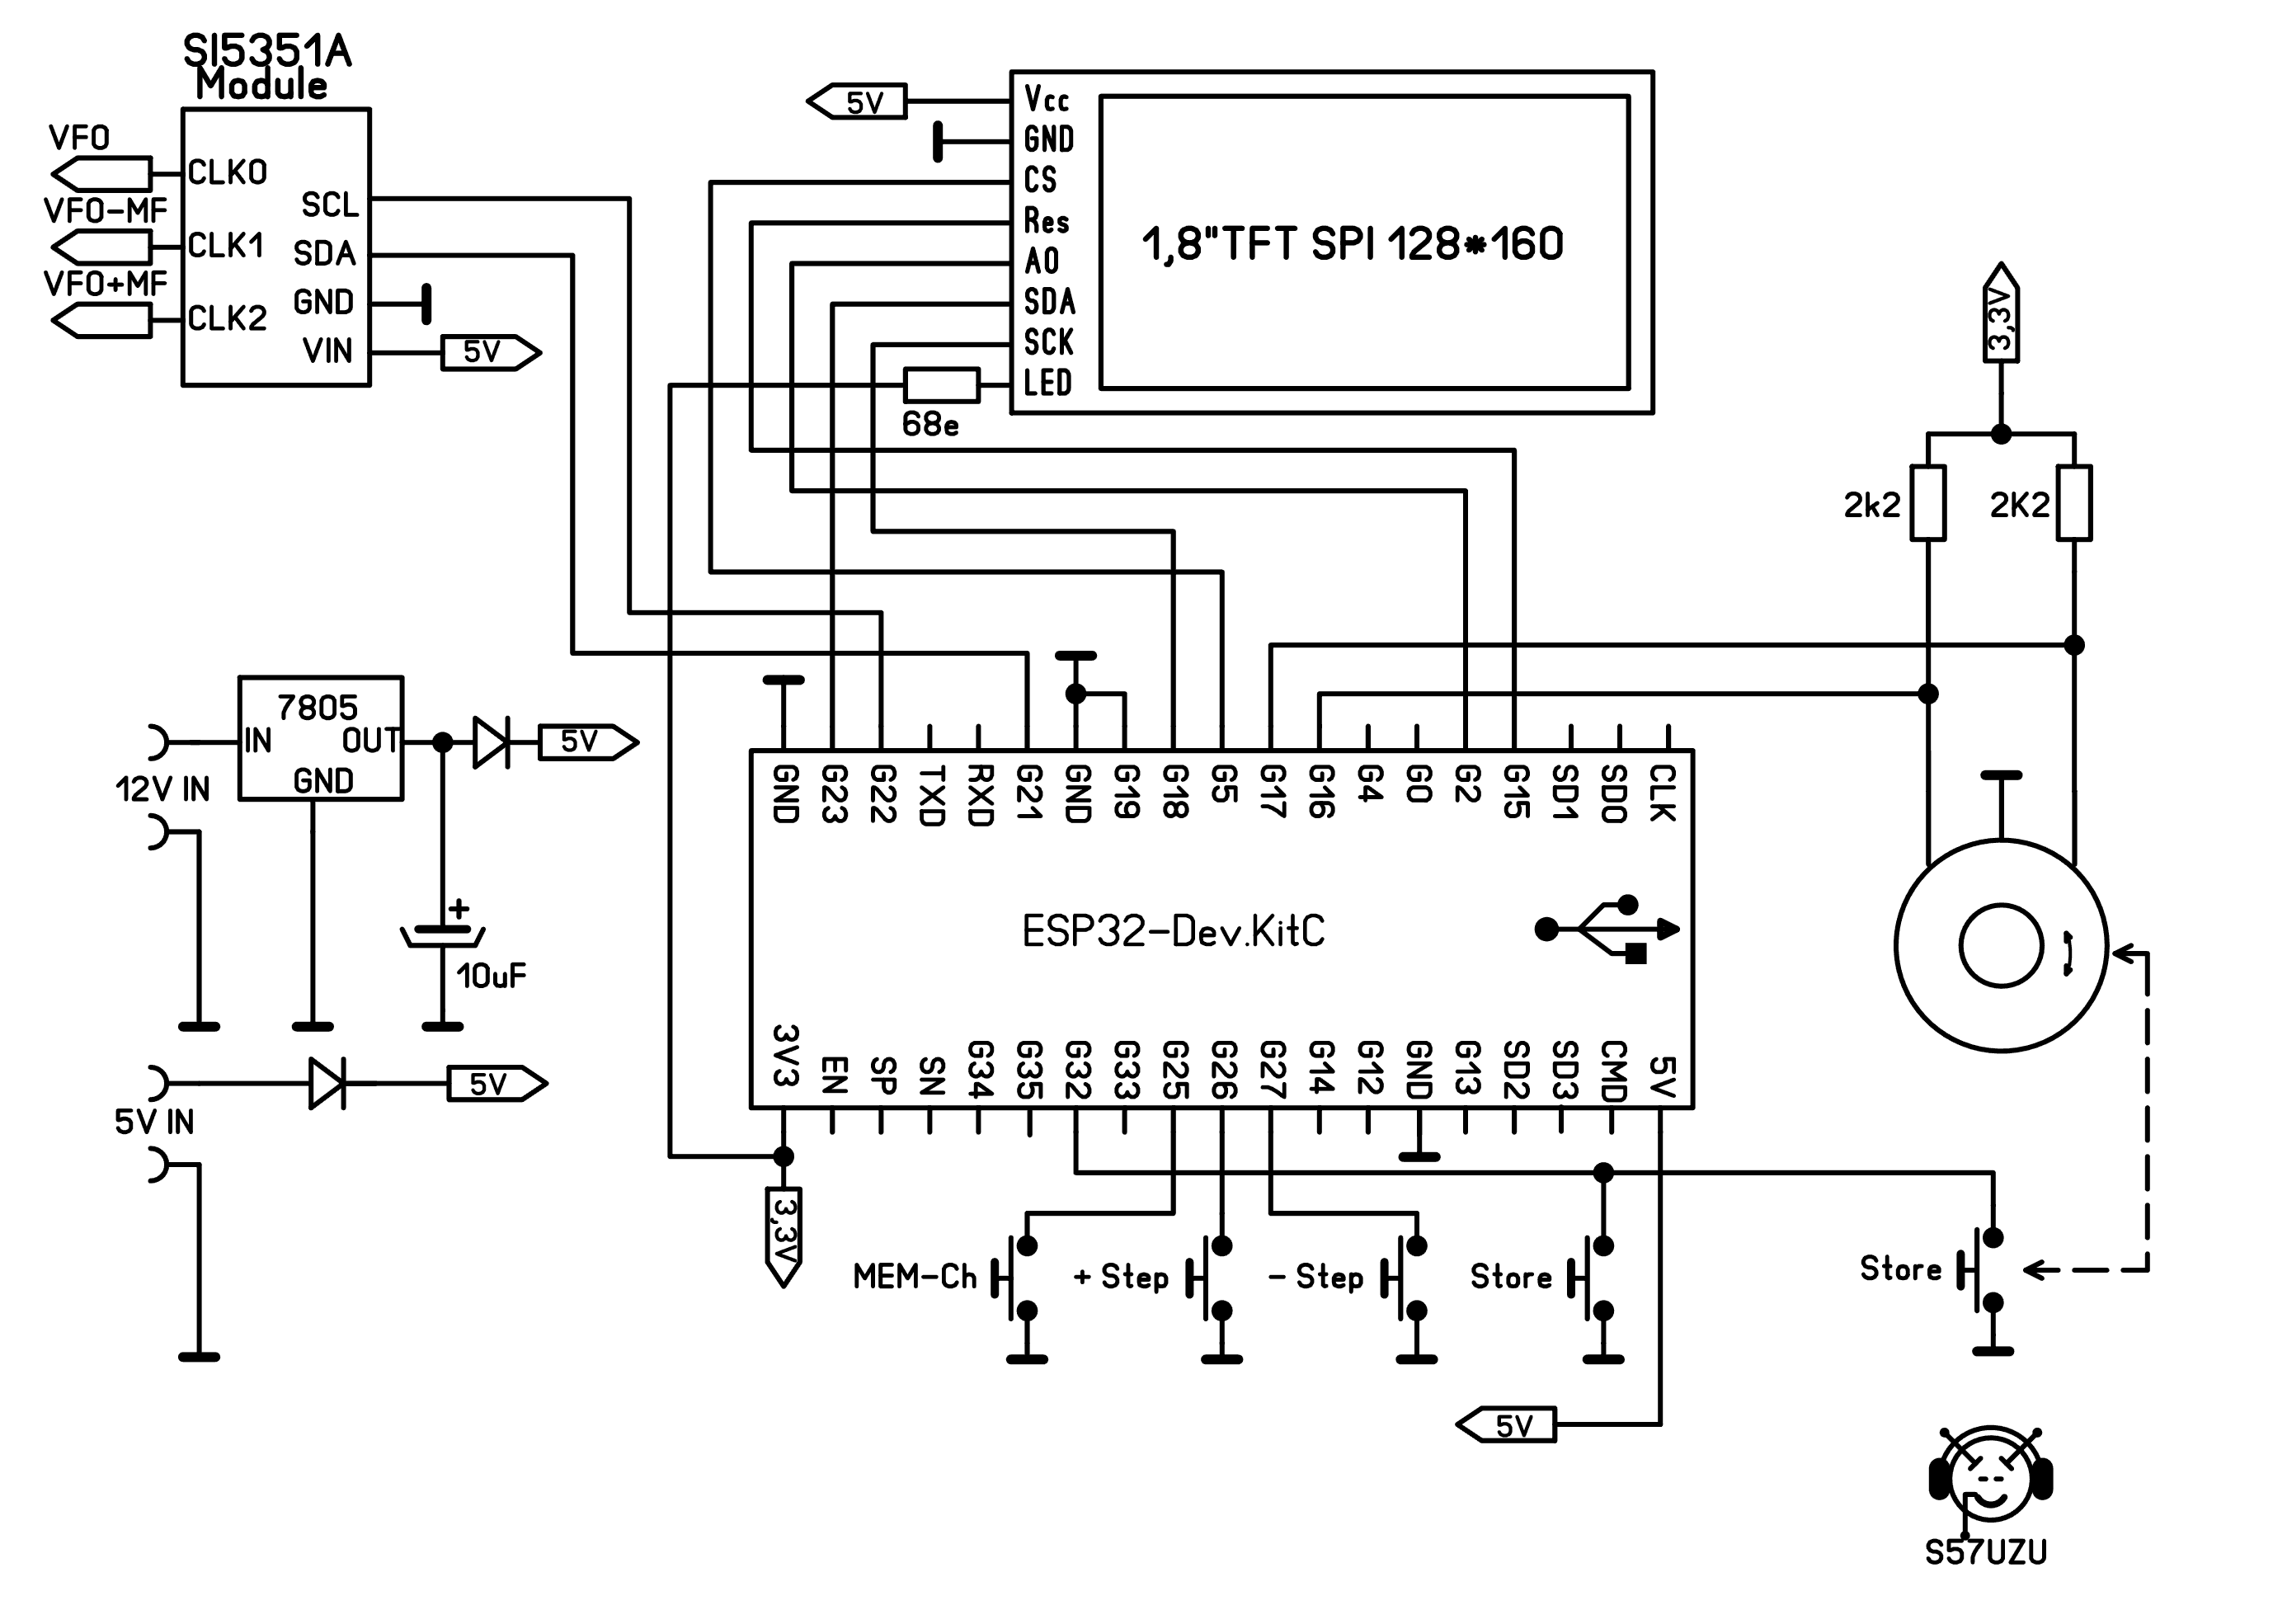 SI5351A
Module
VFO
CLK0
VFO-MF
CLK1
VFO+MF
CLK2
SCL
SDA
GND
VIN
5V
5V
Vcc
GND
CS
Res
A0
SDA
SCK
LED
68e
1,8"TFT SPI 128*160
3,3V
2k2
2K2
7805
IN
OUT
GND
5V
12V IN
+
10uF
5V
5V IN
GND
G23
G22
TXD
RXD
G21
GND
G19
G18
G5
G17
G16
G4
G0
G2
G15
SD1
SD0
CLK
ESP32-Dev.KitC
3V3
EN
SP
SN
G34
G35
G32
G33
G25
G26
G27
G14
G12
GND
G13
SD2
SD3
CMD
5V
3,3V
MEM-Ch
+ Step
- Step
Store
Store
5V
S57UZU